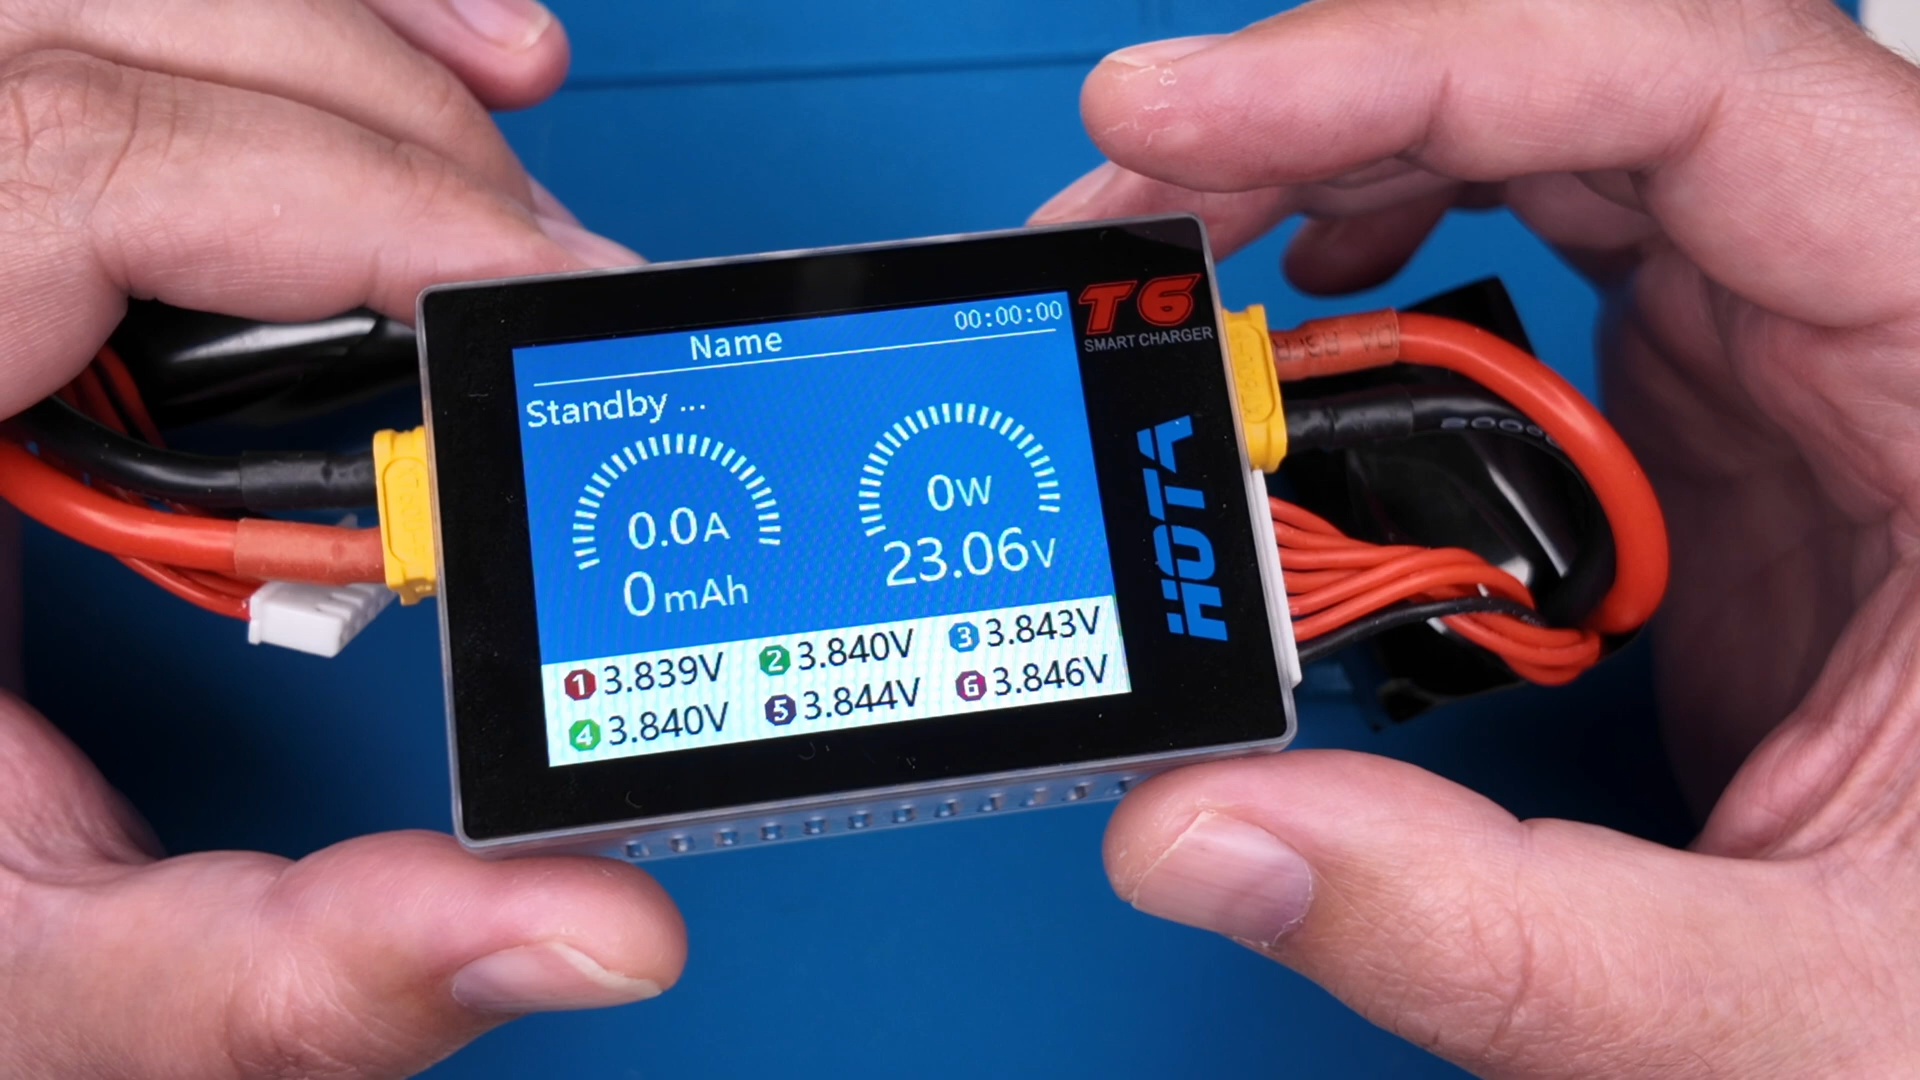 Name
00:00:00
Standby ...
0.0A
0mAh
0W
23.06V
1 3.839V
2 3.840V
3 3.843V
4 3.840V
5 3.844V
6 3.846V
T6
SMART CHARGER
HOTA
200°